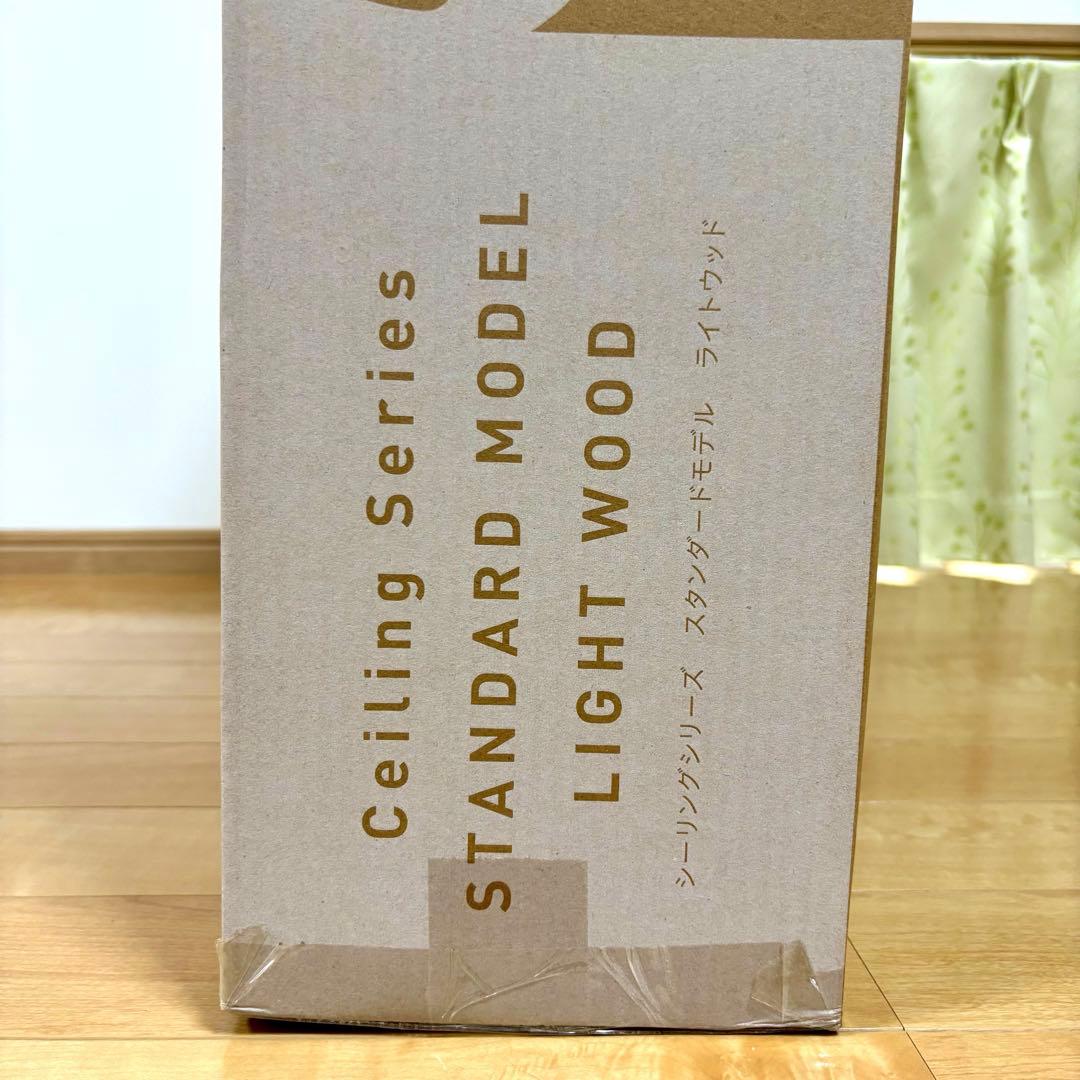 Ceiling Series
STANDARD MODEL
LIGHT WOOD
シーリングシリーズ　スタンダードモデル　ライトウッド